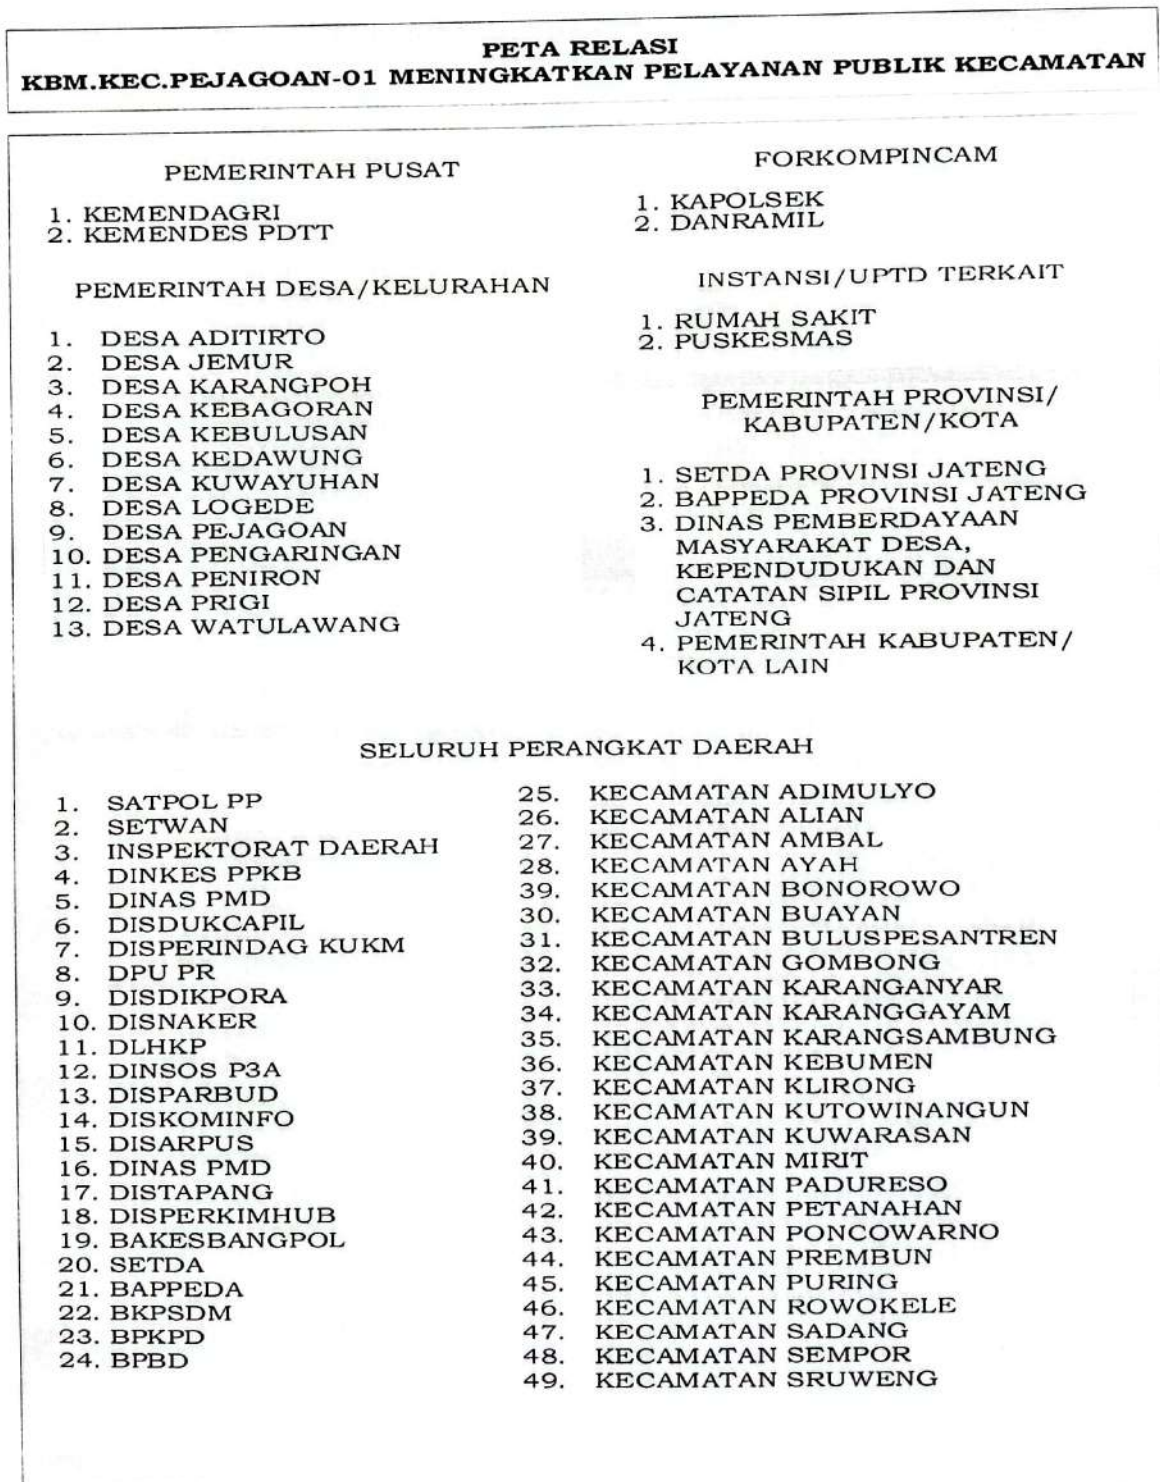 PETA RELASI
KBM.KEC.PEJAGOAN-01 MENINGKATKAN PELAYANAN PUBLIK KECAMATAN
PEMERINTAH PUSAT
1. KEMENDAGRI
2. KEMENDES PDTT
FORKOMPINCAM
1. KAPOLSEK
2. DANRAMIL
PEMERINTAH DESA/KELURAHAN
1. DESA ADITIRTO
2. DESA JEMUR
3. DESA KARANGPOH
4. DESA KEBAGORAN
5. DESA KEBULUSAN
6. DESA KEDAWUNG
7. DESA KUWAYUHAN
8. DESA LOGEDE
9. DESA PEJAGOAN
10. DESA PENGARINGAN
11. DESA PENIRON
12. DESA PRIGI
13. DESA WATULAWANG
INSTANSI/UPTD TERKAIT
1. RUMAH SAKIT
2. PUSKESMAS
PEMERINTAH PROVINSI/
KABUPATEN/KOTA
1. SETDA PROVINSI JATENG
2. BAPPEDA PROVINSI JATENG
3. DINAS PEMBERDAYAAN
MASYARAKAT DESA,
KEPENDUDUKAN DAN
CATATAN SIPIL PROVINSI
JATENG
4. PEMERINTAH KABUPATEN/
KOTA LAIN
SELURUH PERANGKAT DAERAH
1. SATPOL PP
2. SETWAN
3. INSPEKTORAT DAERAH
4. DINKES PPKB
5. DINAS PMD
6. DISDUKCAPIL
7. DISPERINDAG KUKM
8. DPU PR
9. DISDIKPORA
10. DISNAKER
11. DLHKP
12. DINSOS P3A
13. DISPARBUD
14. DISKOMINFO
15. DISARPUS
16. DINAS PMD
17. DISTAPANG
18. DISPERKIMHUB
19. BAKESBANGPOL
20. SETDA
21. BAPPEDA
22. BKPSDM
23. BPKPD
24. BPBD
25. KECAMATAN ADIMULYO
26. KECAMATAN ALIAN
27. KECAMATAN AMBAL
28. KECAMATAN AYAH
39. KECAMATAN BONOROWO
30. KECAMATAN BUAYAN
31. KECAMATAN BULUSPESANTREN
32. KECAMATAN GOMBONG
33. KECAMATAN KARANGANYAR
34. KECAMATAN KARANGGAYAM
35. KECAMATAN KARANGSAMBUNG
36. KECAMATAN KEBUMEN
37. KECAMATAN KLIRONG
38. KECAMATAN KUTOWINANGUN
39. KECAMATAN KUWARASAN
40. KECAMATAN MIRIT
41. KECAMATAN PADURESO
42. KECAMATAN PETANAHAN
43. KECAMATAN PONCOWARNO
44. KECAMATAN PREMBUN
45. KECAMATAN PURING
46. KECAMATAN ROWOKELE
47. KECAMATAN SADANG
48. KECAMATAN SEMPOR
49. KECAMATAN SRUWENG